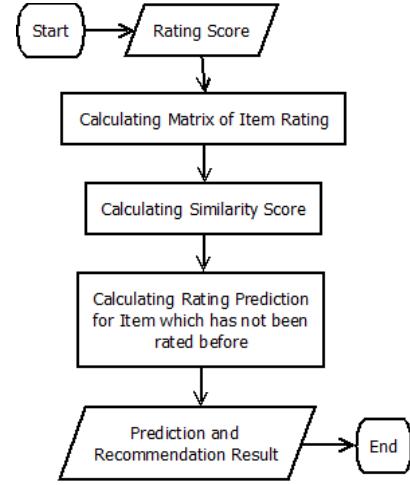 Start
Rating Score
Calculating Matrix of Item Rating
Calculating Similarity Score
Calculating Rating Prediction
for Item which has not been
rated before
Prediction and
Recommendation Result
End